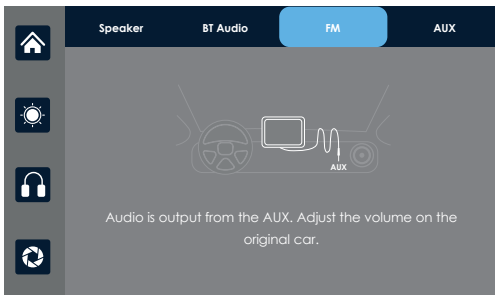 Speaker BT Audio FM AUX
AUX
Audio is output from the AUX. Adjust the volume on the
original car.